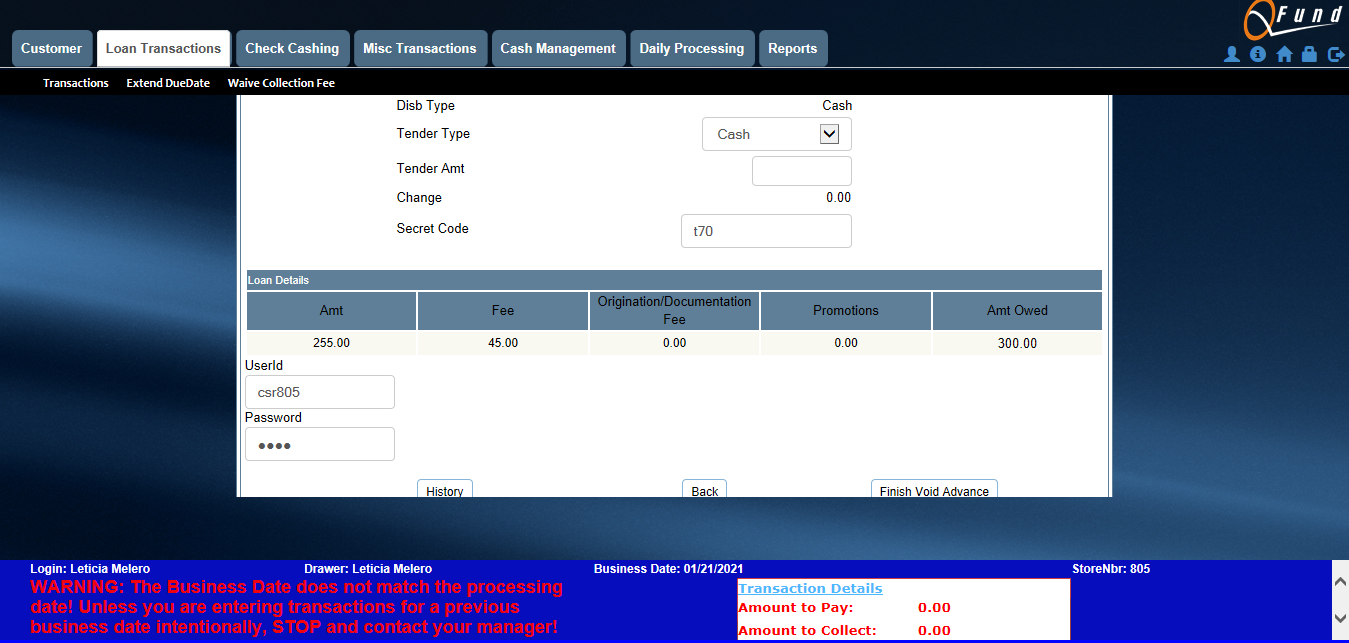 QFund
Customer Loan Transactions Check Cashing Misc Transactions Cash Management Daily Processing Reports
Transactions Extend DueDate Waive Collection Fee
Disb Type Cash
Tender Type Cash
Tender Amt
Change 0.00
Secret Code t70
Loan Details
Amt Fee Origination/Documentation Fee Promotions Amt Owed
255.00 45.00 0.00 0.00 300.00
UserId
csr805
Password
●●●●
History Back Finish Void Advance
Login: Leticia Melero Drawer: Leticia Melero Business Date: 01/21/2021 StoreNbr: 805
WARNING: The Business Date does not match the processing
date! Unless you are entering transactions for a previous
business date intentionally, STOP and contact your manager!
Transaction Details
Amount to Pay: 0.00
Amount to Collect: 0.00